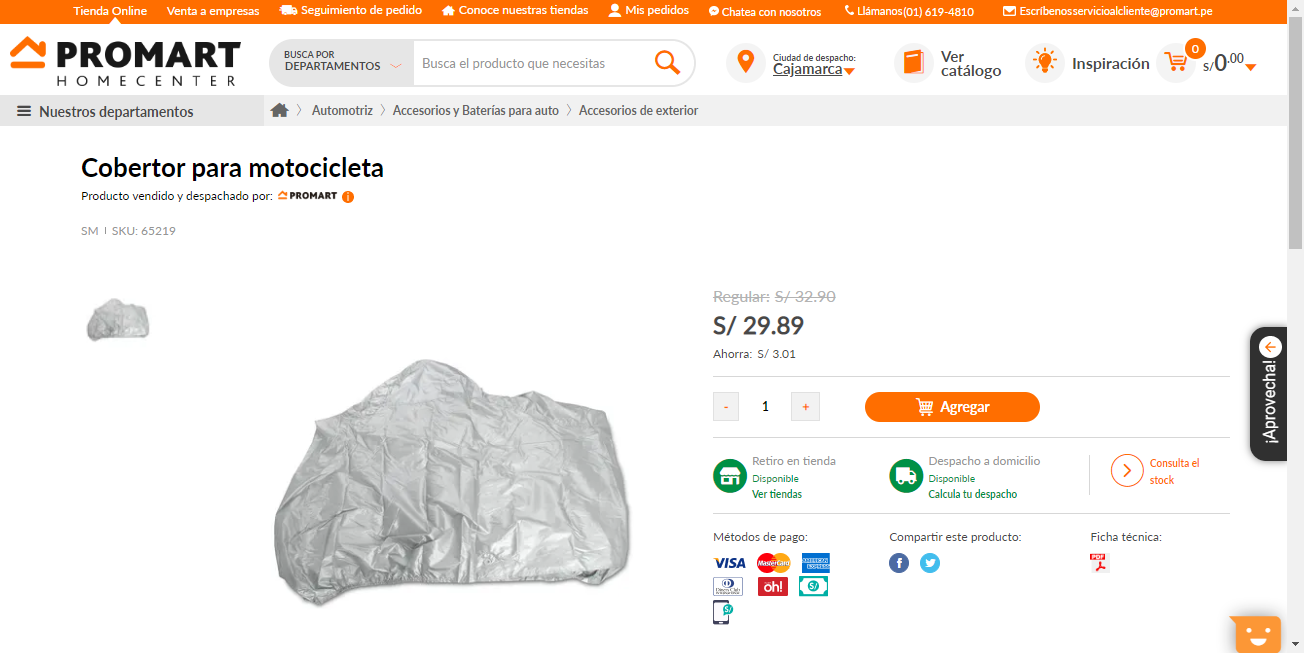 Tienda Online Venta a empresas Seguimiento de pedido Conoce nuestras tiendas Mis pedidos Chatea con nosotros Llámanos(01) 619-4810 Escríbenosservicioalcliente@promart.pe
PROMART
HOMECENTER
BUSCA POR
DEPARTAMENTOS
Busca el producto que necesitas
Ciudad de despacho:
Cajamarca
Ver
catálogo
Inspiración
0
S/0.00
Nuestros departamentos
Automotriz Accesorios y Baterías para auto Accesorios de exterior
Cobertor para motocicleta
Producto vendido y despachado por: PROMART i
SM | SKU: 65219
Regular: S/ 32.90
S/ 29.89
Ahorra: S/ 3.01
- 1 + Agregar
¡Aprovecha!
Retiro en tienda
Disponible
Ver tiendas
Despacho a domicilio
Disponible
Calcula tu despacho
Consulta el
stock
Métodos de pago:
VISA MasterCard AMERICAN EXPRESS
Diners Club oh! S/
S/
Compartir este producto:
f
Ficha técnica:
PDF